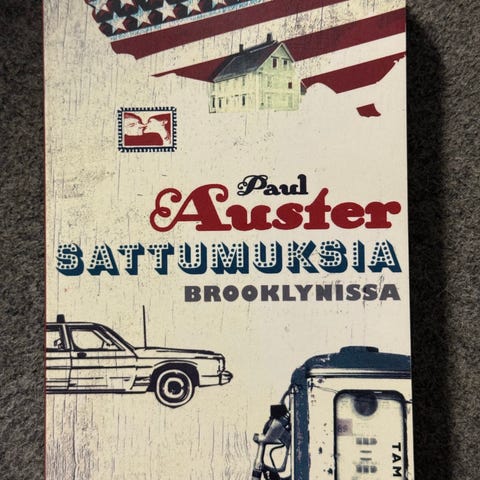 Paul
Auster
SATTUMUKSIA
BROOKLYNISSA
TAM